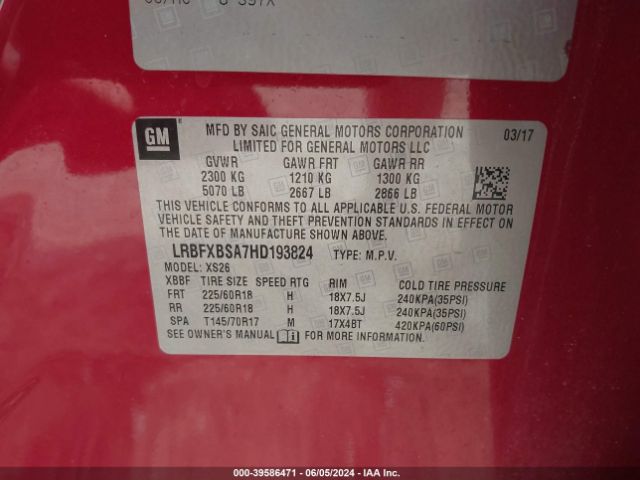 GM
MFD BY SAIC GENERAL MOTORS CORPORATION 03/17
LIMITED FOR GENERAL MOTORS LLC
GVWR GAWR FRT GAWR RR
2300 KG 1210 KG 1300 KG
5070 LB 2667 LB 2866 LB
THIS VEHICLE CONFORMS TO ALL APPLICABLE U.S. FEDERAL MOTOR
VEHICLE SAFETY AND THEFT PREVENTION STANDARDS IN EFFECT
ON THE DATE OF MANUFACTURE SHOWN ABOVE.
LRBFXBSA7HD193824 TYPE: M.P.V.
MODEL: XS26
XBBF TIRE SIZE SPEED RTG RIM COLD TIRE PRESSURE
FRT 225/60R18 H 18X7.5J 240KPA(35PSI)
RR 225/60R18 H 18X7.5J 240KPA(35PSI)
SPA T145/70R17 M 17X4BT 420KPA(60PSI)
SEE OWNER'S MANUAL FOR MORE INFORMATION.
000-39586471 - 06/05/2024 - IAA Inc.